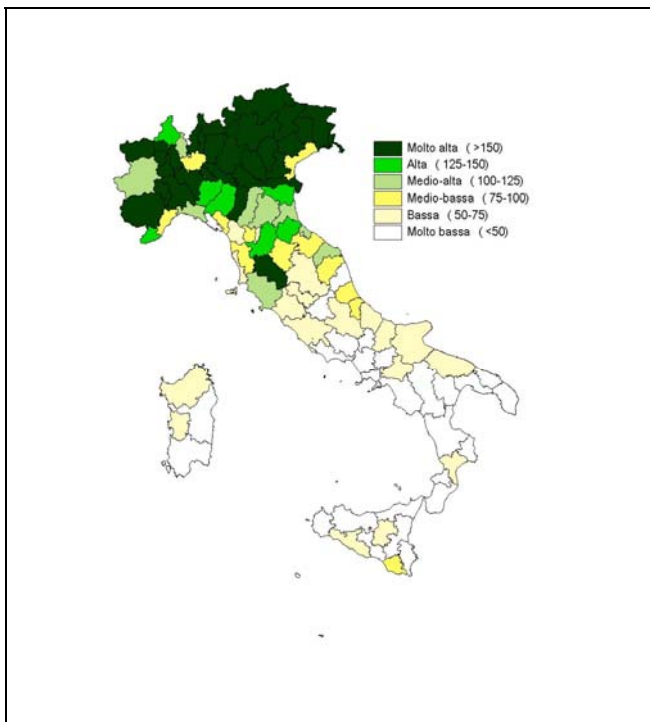 Molto alta (>150)
Alta (125-150)
Medio-alta (100-125)
Medio-bassa (75-100)
Bassa (50-75)
Molto bassa (<50)